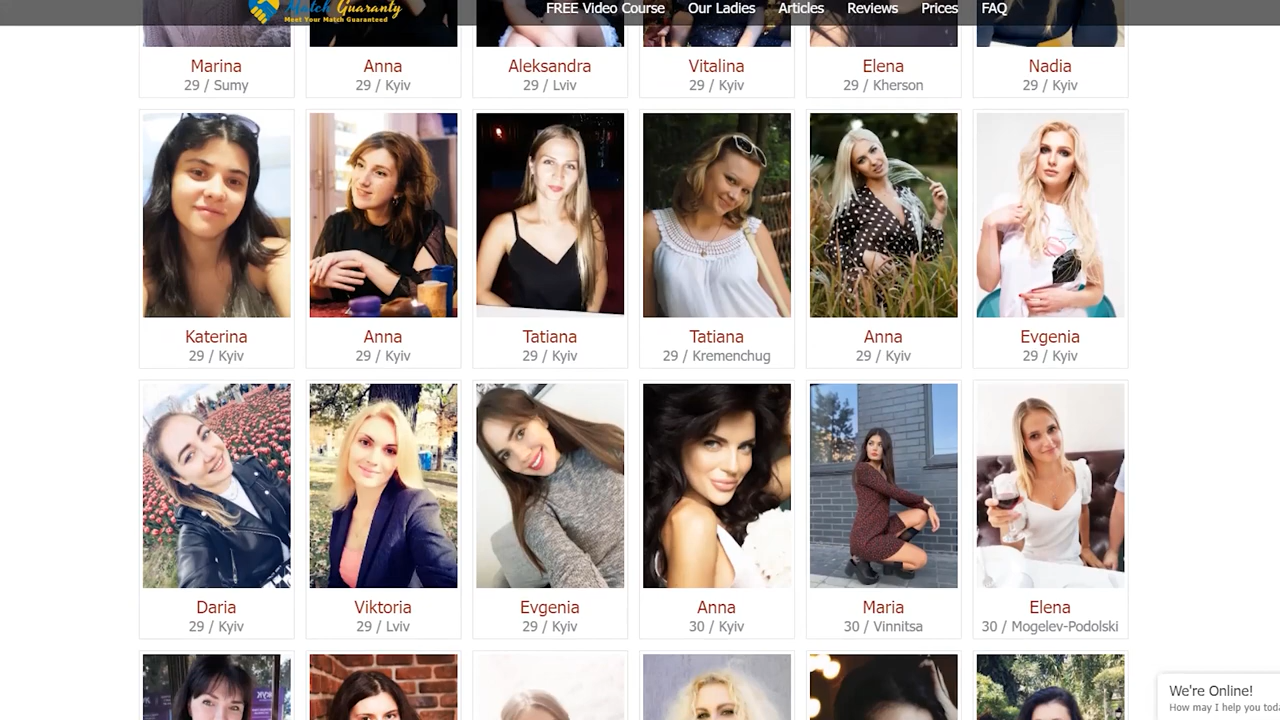 Match Guaranty
Meet Your Match Guaranteed
FREE Video Course Our Ladies Articles Reviews Prices FAQ
Marina Anna Aleksandra Vitalina Elena Nadia
29 / Sumy 29 / Kyiv 29 / Lviv 29 / Kyiv 29 / Kherson 29 / Kyiv
Katerina Anna Tatiana Tatiana Anna Evgenia
29 / Kyiv 29 / Kyiv 29 / Kyiv 29 / Kremenchug 29 / Kyiv 29 / Kyiv
Daria Viktoria Evgenia Anna Maria Elena
29 / Kyiv 29 / Lviv 29 / Kyiv 30 / Kyiv 30 / Vinnitsa 30 / Mogelev-Podolski
We're Online!
How may I help you